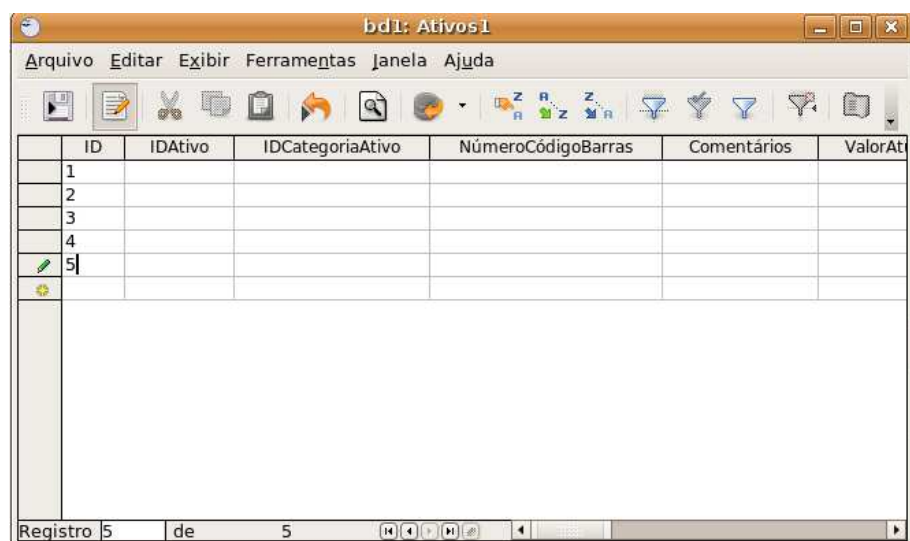 bd1: Ativos1
Arquivo Editar Exibir Ferramentas Janela Ajuda
ID IDAtivo IDCategoriaAtivo NúmeroCódigoBarras Comentários ValorAt
1
2
3
4
5
Registro 5 de 5